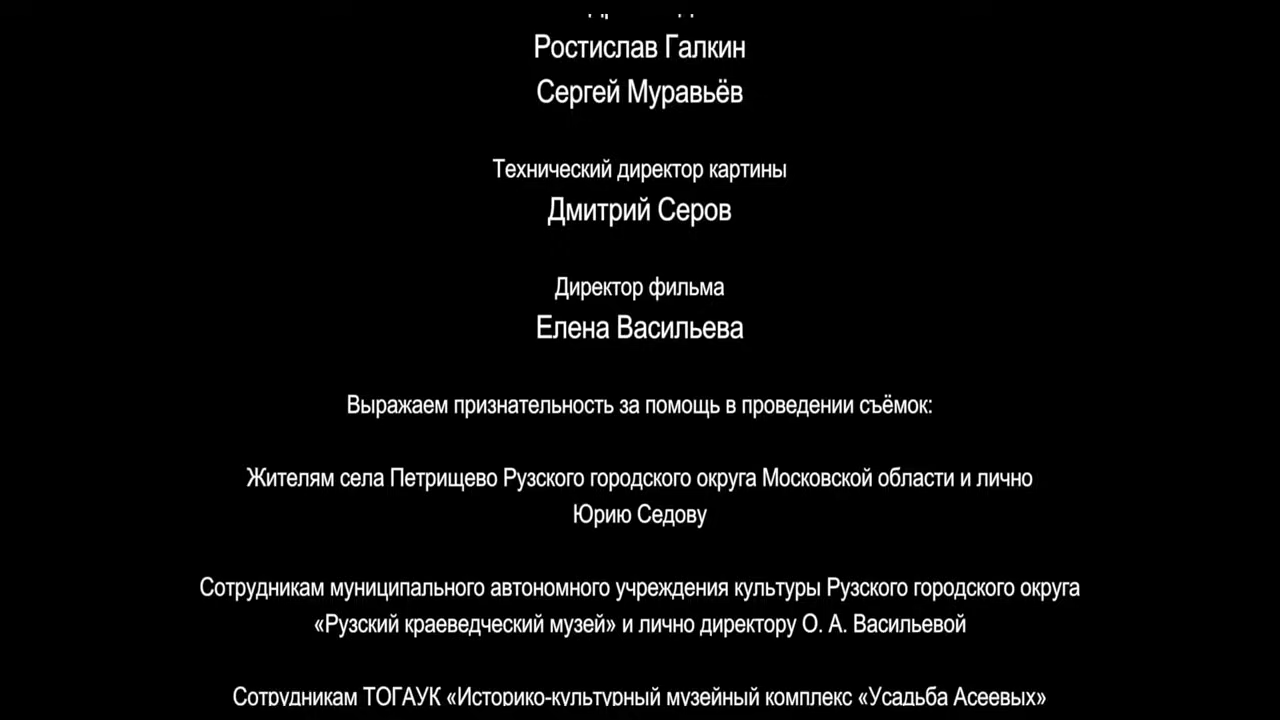 Ростислав Галкин
Сергей Муравьёв
Технический директор картины
Дмитрий Серов
Директор фильма
Елена Васильева
Выражаем признательность за помощь в проведении съёмок:
Жителям села Петрищево Рузского городского округа Московской области и лично
Юрию Седову
Сотрудникам муниципального автономного учреждения культуры Рузского городского округа
«Рузский краеведческий музей» и лично директору О. А. Васильевой
Сотрудникам ТОГАУК «Историко-культурный музейный комплекс «Усадьба Асеевых»